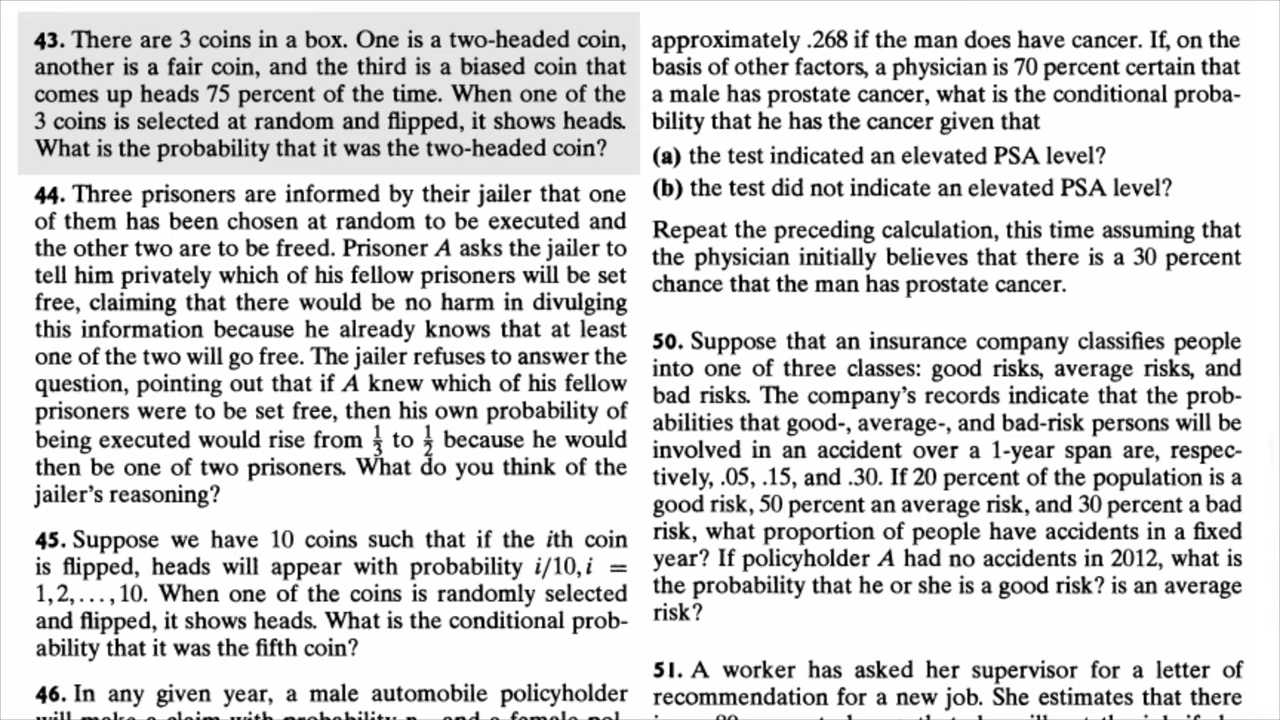 43. There are 3 coins in a box. One is a two-headed coin,
another is a fair coin, and the third is a biased coin that
comes up heads 75 percent of the time. When one of the
3 coins is selected at random and flipped, it shows heads.
What is the probability that it was the two-headed coin?
44. Three prisoners are informed by their jailer that one
of them has been chosen at random to be executed and
the other two are to be freed. Prisoner A asks the jailer to
tell him privately which of his fellow prisoners will be set
free, claiming that there would be no harm in divulging
this information because he already knows that at least
one of the two will go free. The jailer refuses to answer the
question, pointing out that if A knew which of his fellow
prisoners were to be set free, then his own probability of
being executed would rise from 1/3 to 1/2 because he would
then be one of two prisoners. What do you think of the
jailer's reasoning?
45. Suppose we have 10 coins such that if the ith coin
is flipped, heads will appear with probability i/10, i =
1, 2, . . . , 10. When one of the coins is randomly selected
and flipped, it shows heads. What is the conditional prob-
ability that it was the fifth coin?
46. In any given year, a male automobile policyholder
approximately .268 if the man does have cancer. If, on the
basis of other factors, a physician is 70 percent certain that
a male has prostate cancer, what is the conditional proba-
bility that he has the cancer given that
(a) the test indicated an elevated PSA level?
(b) the test did not indicate an elevated PSA level?
Repeat the preceding calculation, this time assuming that
the physician initially believes that there is a 30 percent
chance that the man has prostate cancer.
50. Suppose that an insurance company classifies people
into one of three classes: good risks, average risks, and
bad risks. The company's records indicate that the prob-
abilities that good-, average-, and bad-risk persons will be
involved in an accident over a 1-year span are, respec-
tively, .05, .15, and .30. If 20 percent of the population is a
good risk, 50 percent an average risk, and 30 percent a bad
risk, what proportion of people have accidents in a fixed
year? If policyholder A had no accidents in 2012, what is
the probability that he or she is a good risk? is an average
risk?
51. A worker has asked her supervisor for a letter of
recommendation for a new job. She estimates that there